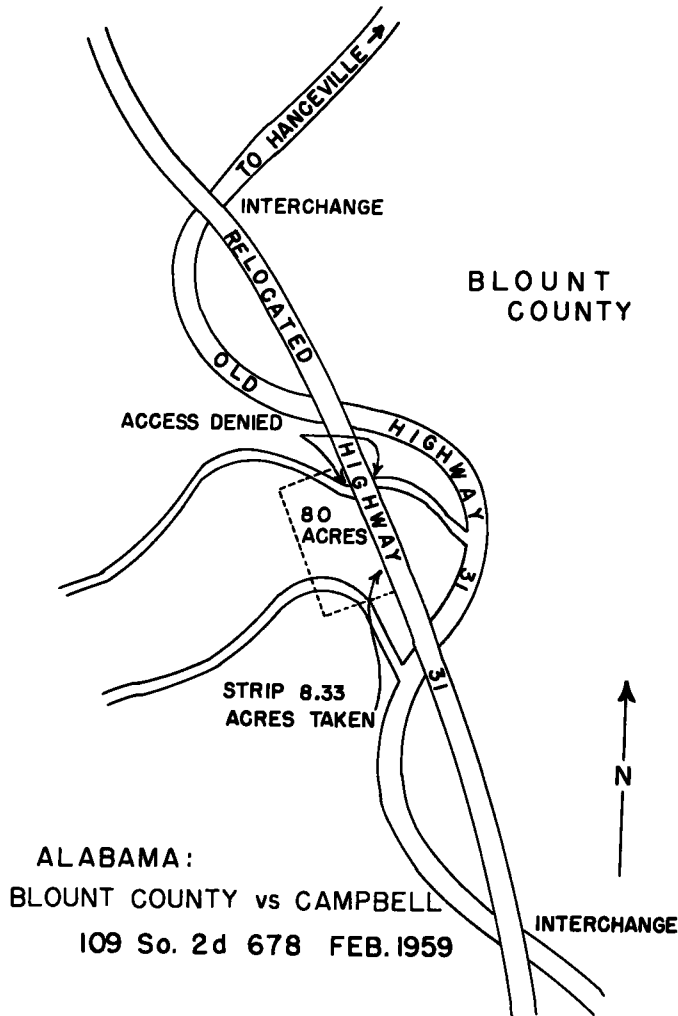 TO HANCEVILLE
INTERCHANGE
RELOCATED
BLOUNT
COUNTY
OLD
ACCESS DENIED
HIGHWAY
HIGHWAY
80
ACRES
31
31
STRIP 8.33
ACRES TAKEN
N
ALABAMA:
BLOUNT COUNTY vs CAMPBELL
INTERCHANGE
109 So. 2d 678 FEB. 1959